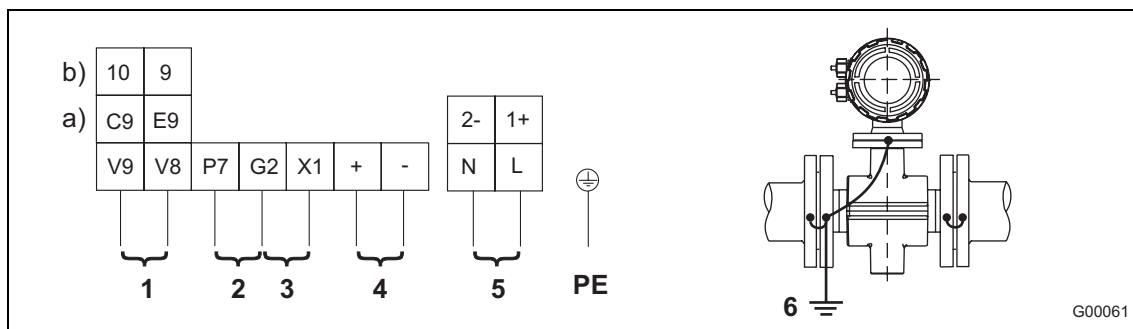 b) 10 9
a) C9 E9 2- 1+
V9 V8 P7 G2 X1 + - N L
1 2 3 4 5 PE 6
G00061